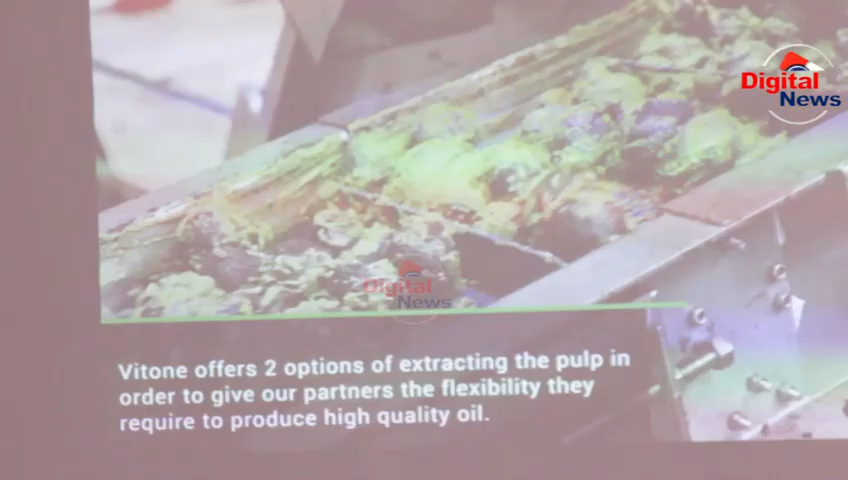 Digital
News
Digital
News
Vitone offers 2 options of extracting the pulp in
order to give our partners the flexibility they
require to produce high quality oil.